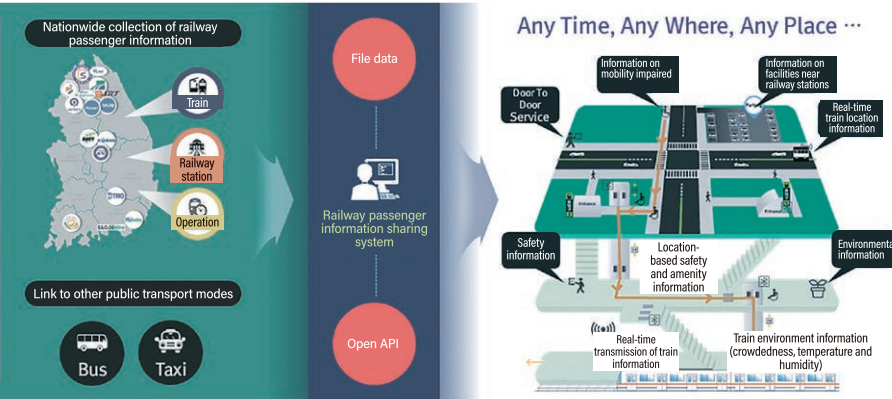 Nationwide collection of railway
passenger information
Train
Railway
station
Operation
Link to other public transport modes
Bus
Taxi
File data
Railway passenger
information sharing
system
Open API
Any Time, Any Where, Any Place ···
Information on
mobility impaired
Information on
facilities near
railway stations
Door To
Door
Service
Real-time
train location
information
Entrance
Entrance
Safety
information
Location-
based safety
and amenity
information
Environmenta
information
Real-time
transmission of train
information
Train environment information
(crowdedness, temperature and
humidity)